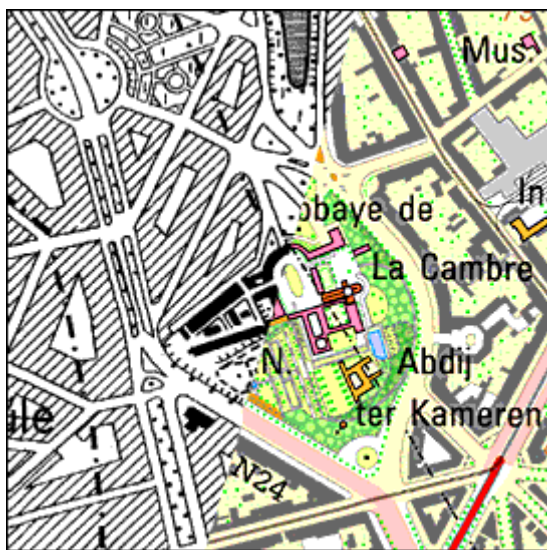 Mus.
In
bbaye de
La Cambre
N.
Abdij
ule
ter Kameren
N24